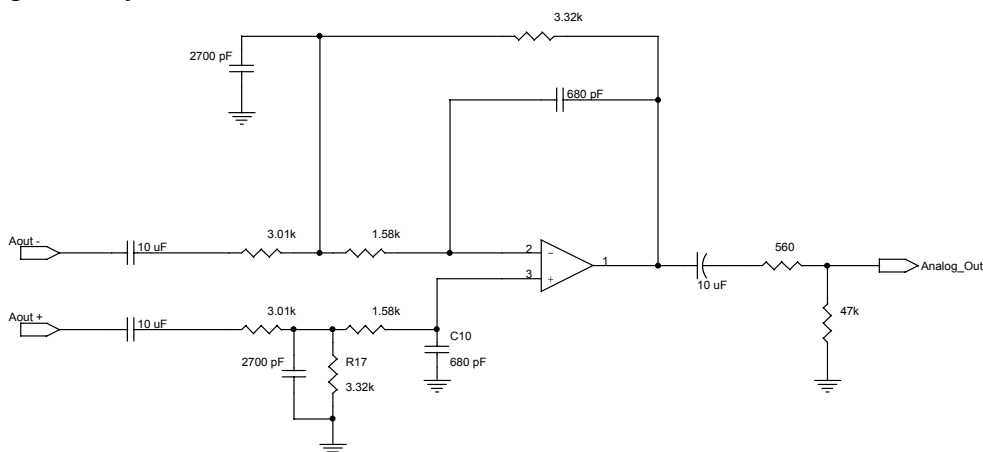 3.32k
2700 pF
680 pF
Aout -
10 uF
3.01k
1.58k
2
-
3
+
1
10 uF
560
Analog_Out
47k
Aout +
10 uF
3.01k
1.58k
2700 pF
R17
3.32k
C10
680 pF